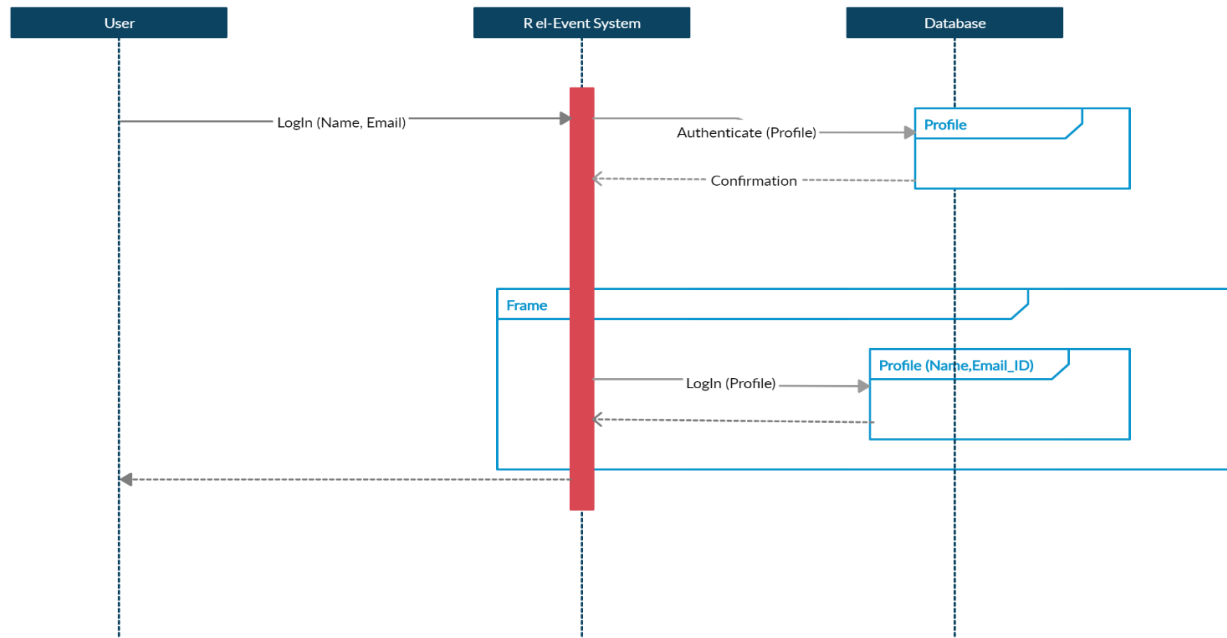 User
R el-Event System
Database
LogIn (Name, Email)
Authenticate (Profile)
Profile
Confirmation
Frame
Profile (Name,Email_ID)
LogIn (Profile)